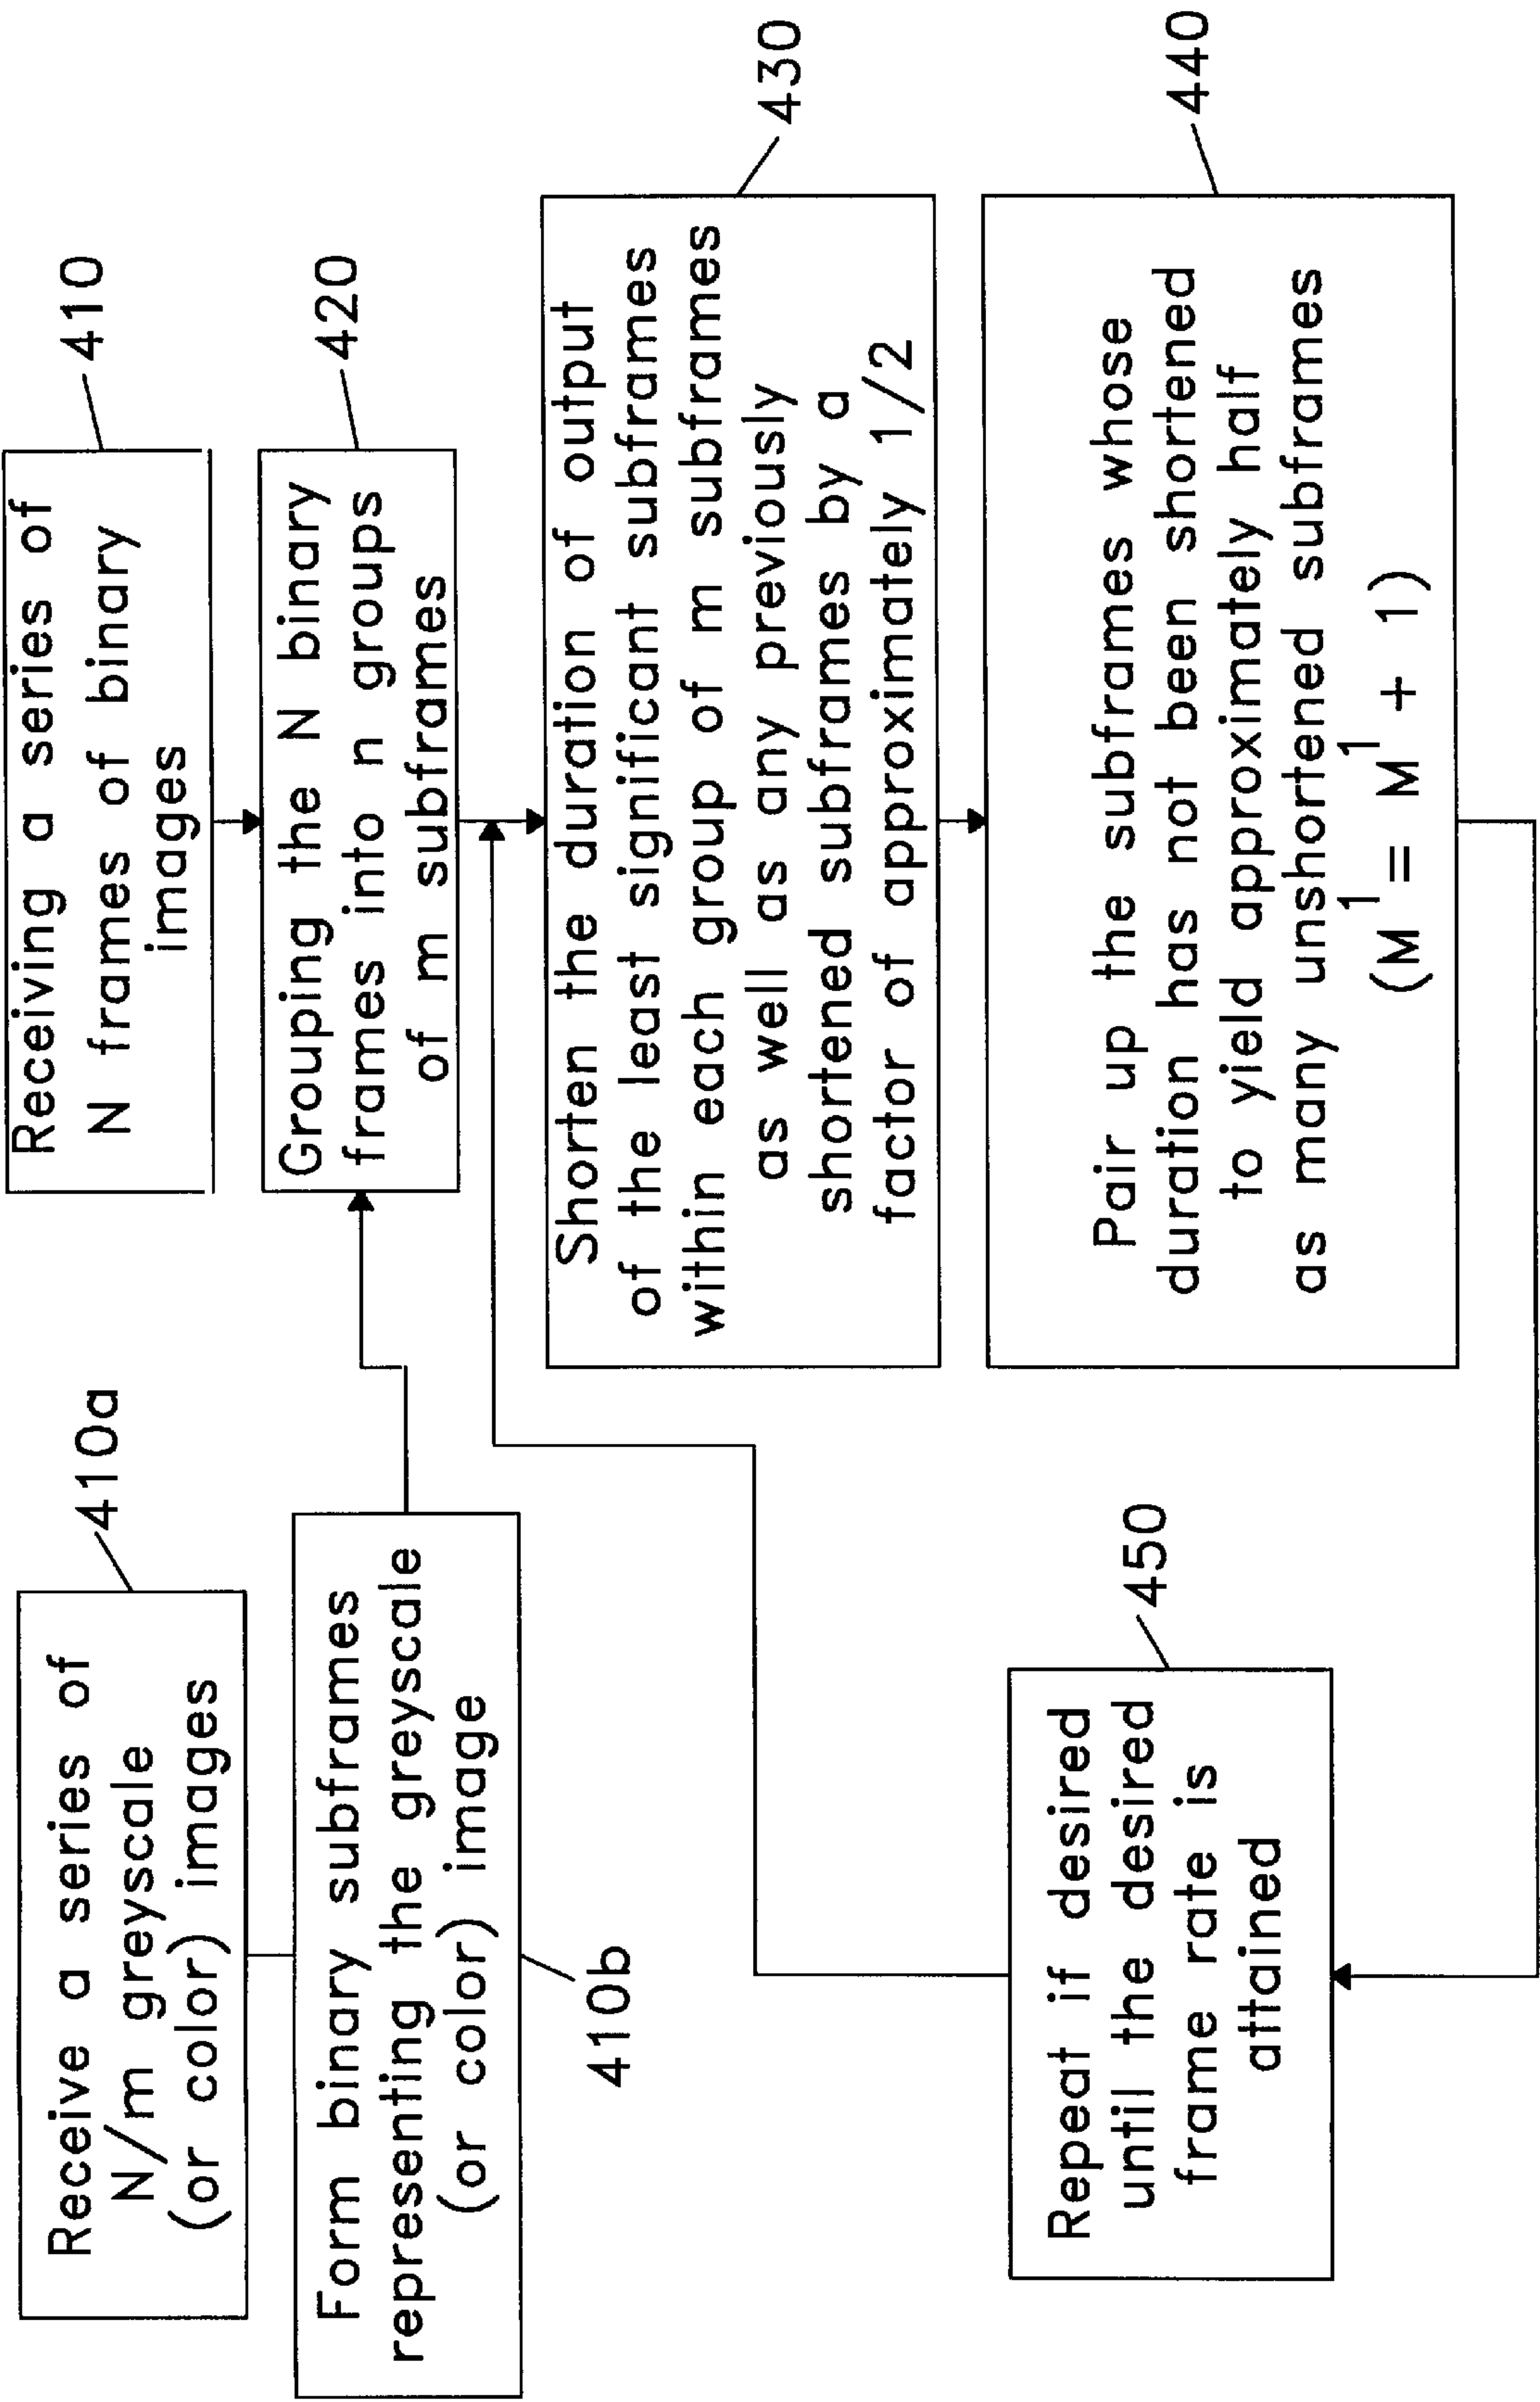 410a
Receive a series of
N/m greyscale
(or color) images
Form binary subframes
representing the greyscale
(or color) image
410b
Receiving a series of
N frames of binary
images
410
Grouping the N binary
frames into n groups
of m subframes
420
Shorten the duration of output
of the least significant subframes
within each group of m subframes
as well as any previously
shortened subframes by a
factor of approximately 1/2
430
Pair up the subframes whose
duration has not been shortened
to yield approximately half
as many unshortened subframes
(M¹ = M¹ + 1)
440
Repeat if desired
until the desired
frame rate is
attained
450